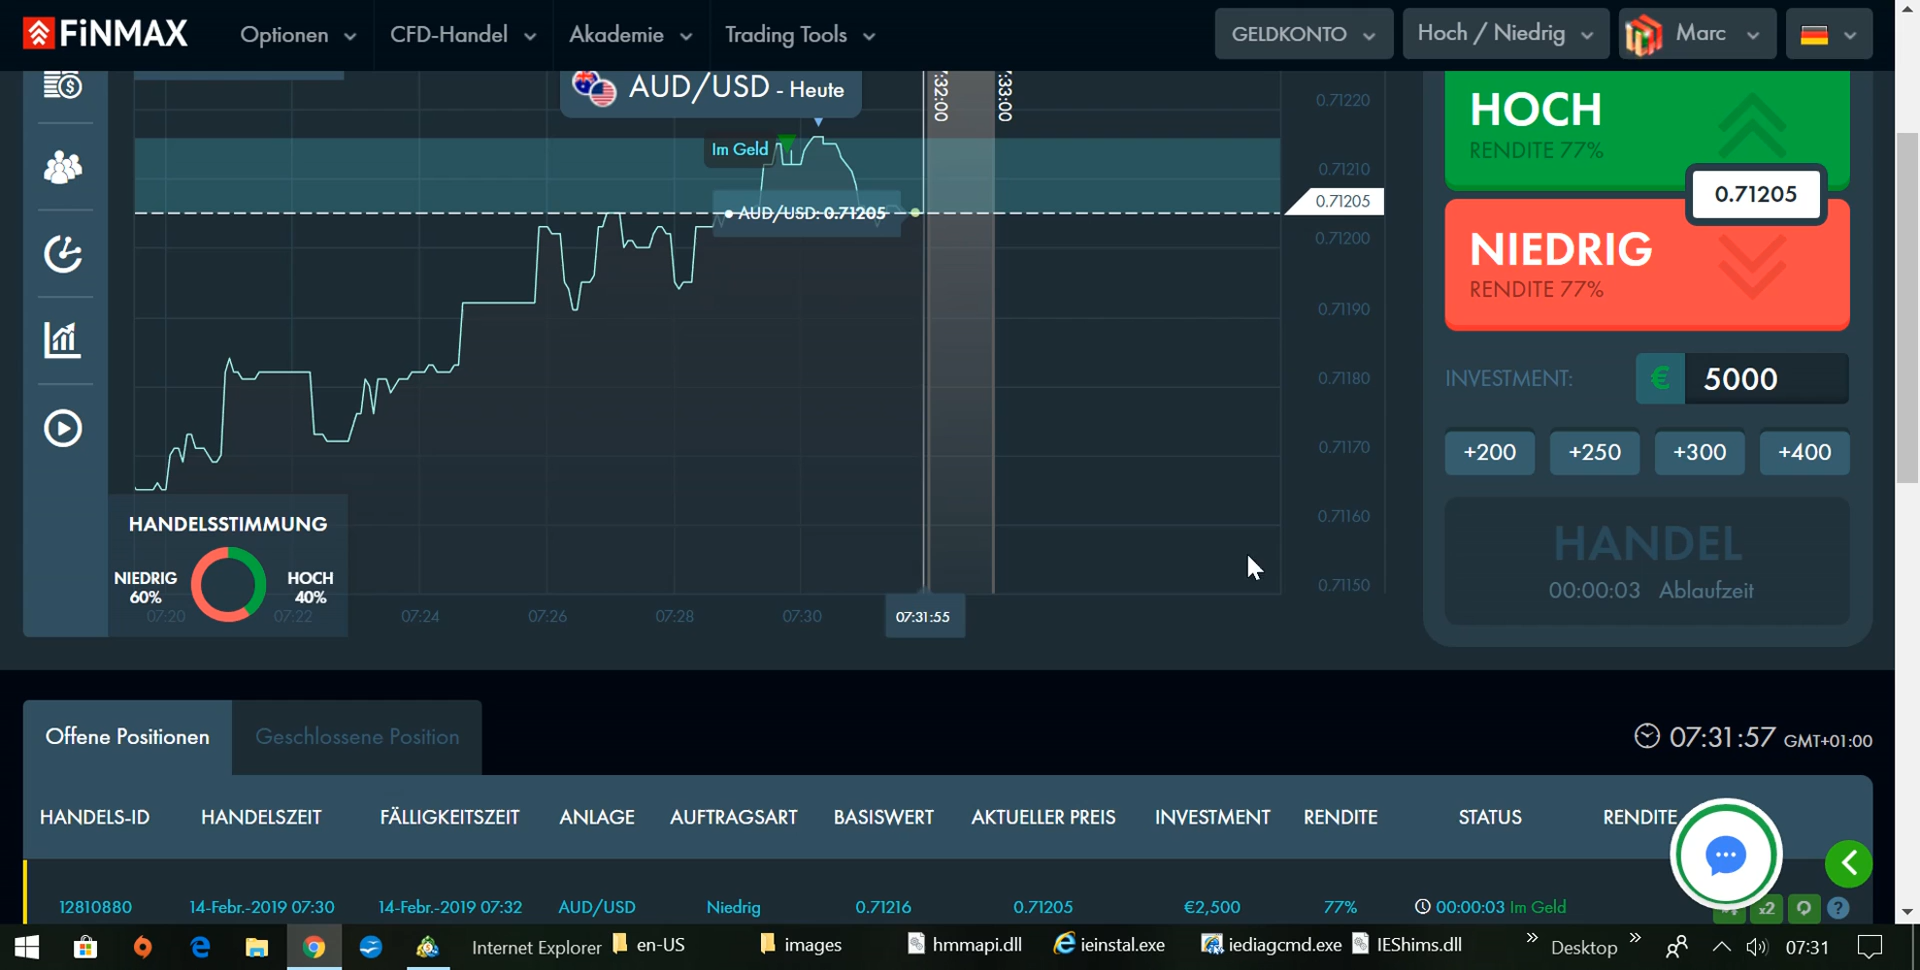 FiNMAX
Optionen
CFD-Handel
Akademie
Trading Tools
GELDKONTO
Hoch / Niedrig
Marc
AUD/USD - Heute
:32:00
:33:00
Im Geld
AUD/USD: 0.71205
0.71220
0.71210
0.71205
0.71200
0.71190
0.71180
0.71170
0.71160
0.71150
HANDELSSTIMMUNG
NIEDRIG
60%
HOCH
40%
07:20
07:22
07:24
07:26
07:28
07:30
07:31:55
HOCH
RENDITE 77%
0.71205
NIEDRIG
RENDITE 77%
INVESTMENT:
€
5000
+200
+250
+300
+400
HANDEL
00:00:03 Ablaufzeit
Offene Positionen
Geschlossene Position
07:31:57 GMT+01:00
HANDELS-ID
HANDELSZEIT
FÄLLIGKEITSZEIT
ANLAGE
AUFTRAGSART
BASISWERT
AKTUELLER PREIS
INVESTMENT
RENDITE
STATUS
RENDITE
12810880
14-Febr.-2019 07:30
14-Febr.-2019 07:32
AUD/USD
Niedrig
0.71216
0.71205
€2,500
77%
00:00:03 Im Geld
x2
?
Internet Explorer
en-US
images
hmmapi.dll
ieinstal.exe
iediagcmd.exe
IEShims.dll
Desktop
07:31